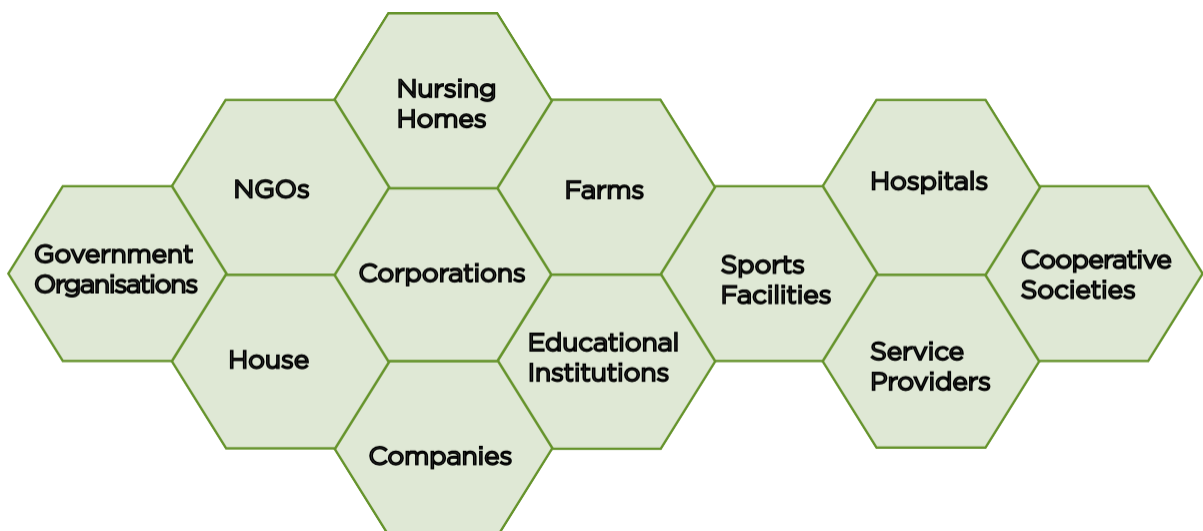 Nursing
Homes
NGOs
Farms
Hospitals
Government
Organisations
Corporations
Sports
Facilities
Cooperative
Societies
House
Educational
Institutions
Service
Providers
Companies